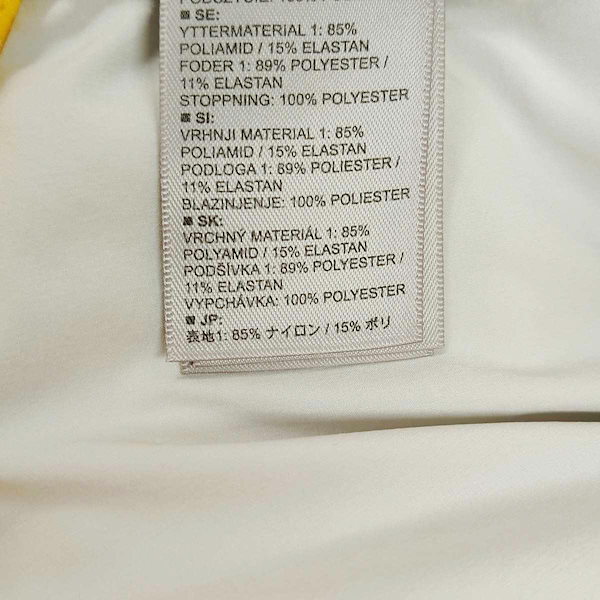 ■ SE:
YTTERMATERIAL 1: 85%
POLIAMID / 15% ELASTAN
FODER 1: 89% POLYESTER /
11% ELASTAN
STOPPNING: 100% POLYESTER
■ SI:
VRHNJI MATERIAL 1: 85%
POLIAMID / 15% ELASTAN
PODLOGA 1: 89% POLIESTER /
11% ELASTAN
BLAZINJENJE: 100% POLIESTER
■ SK:
VRCHNÝ MATERIÁL 1: 85%
POLYAMID / 15% ELASTAN
PODŠÍVKA 1: 89% POLYESTER /
11% ELASTAN
VYPCHÁVKA: 100% POLYESTER
■ JP:
表地1: 85% ナイロン / 15% ポリ